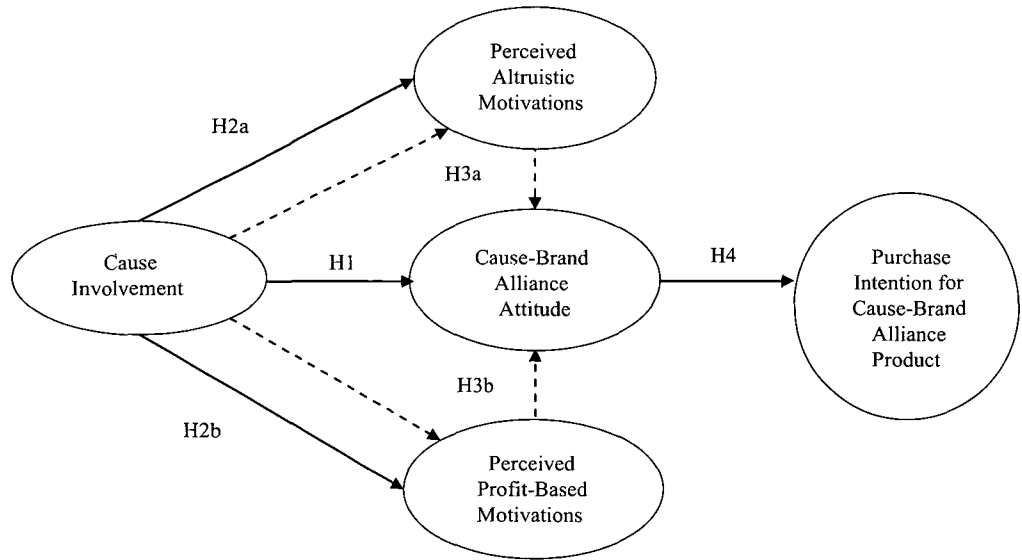 Perceived
Altruistic
Motivations
H2a
H3a
Cause
Involvement
H1
Cause-Brand
Alliance
Attitude
H4
Purchase
Intention for
Cause-Brand
Alliance
Product
H3b
H2b
Perceived
Profit-Based
Motivations